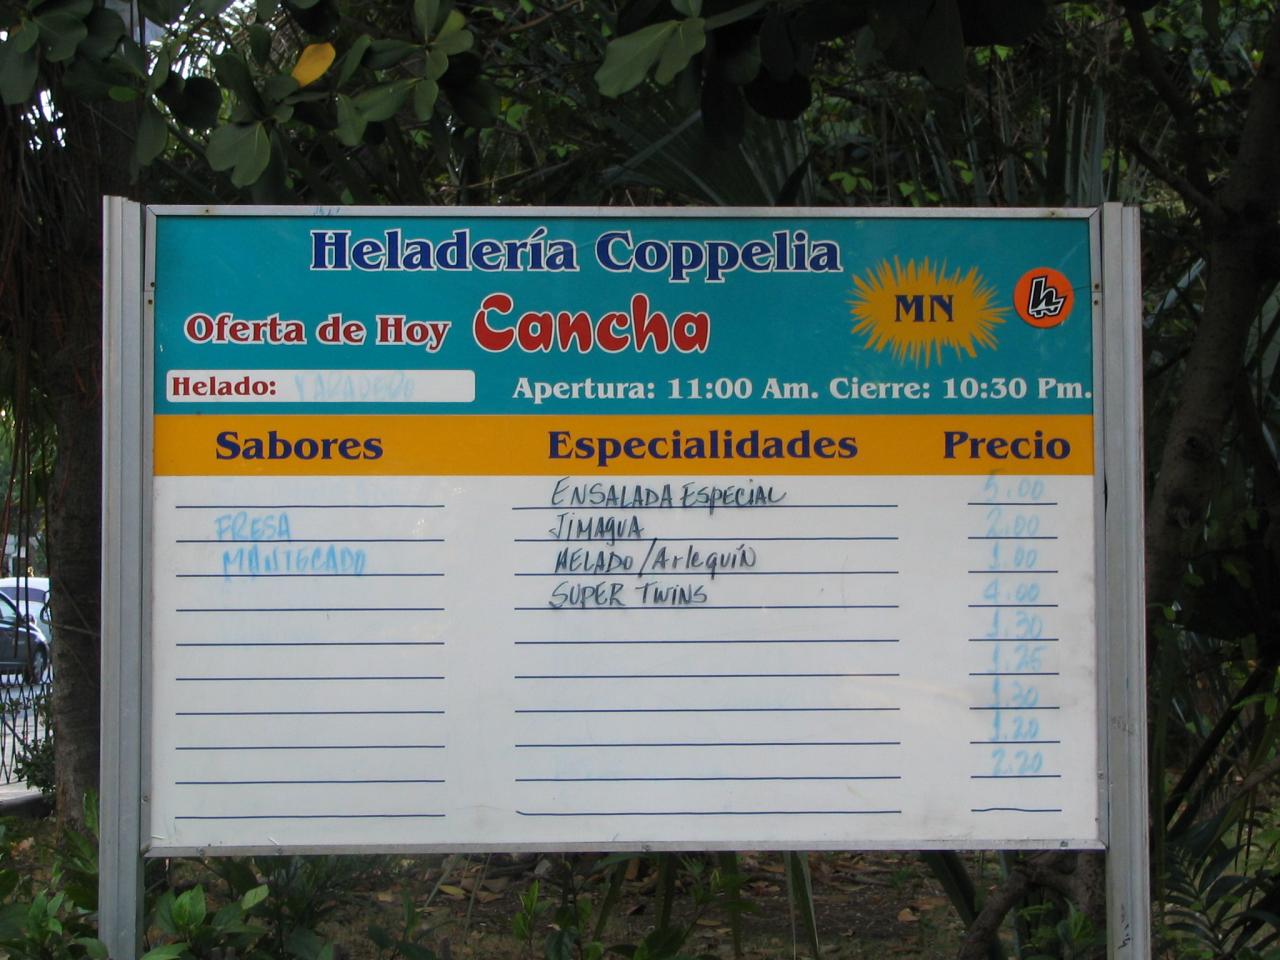 Heladería Coppelia
Oferta de Hoy Cancha
MN
h
Helado: VARADERO
Apertura: 11:00 Am. Cierre: 10:30 Pm.
Sabores Especialidades Precio
ENSALADA ESPECIAL 5.00
FRESA JIMAGUA 2.00
MANTECADO HELADO/Arlequín 1.00
SUPER TWINS 4.00
1.30
1.25
1.30
1.20
2.20